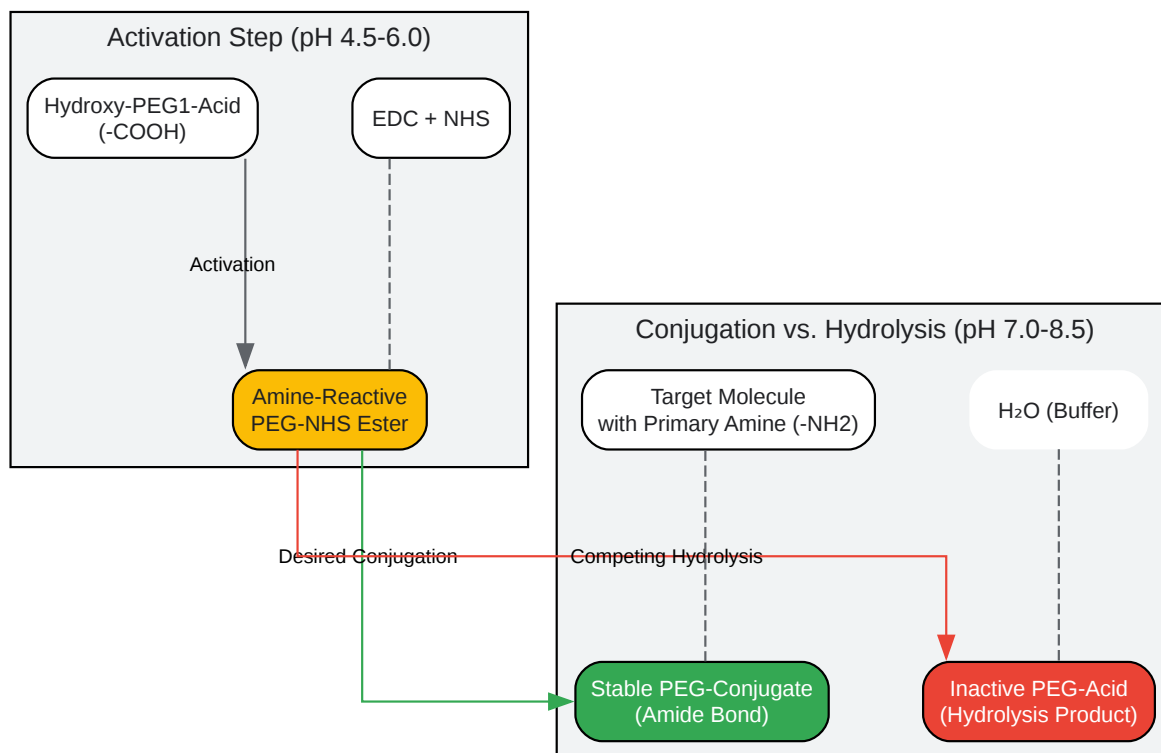 Activation Step (pH 4.5-6.0)
Hydroxy-PEG1-Acid
(-COOH)
EDC + NHS
Activation
Amine-Reactive
PEG-NHS Ester
Conjugation vs. Hydrolysis (pH 7.0-8.5)
Target Molecule
with Primary Amine (-NH2)
H₂O (Buffer)
Desired Conjugation
Competing Hydrolysis
Stable PEG-Conjugate
(Amide Bond)
Inactive PEG-Acid
(Hydrolysis Product)